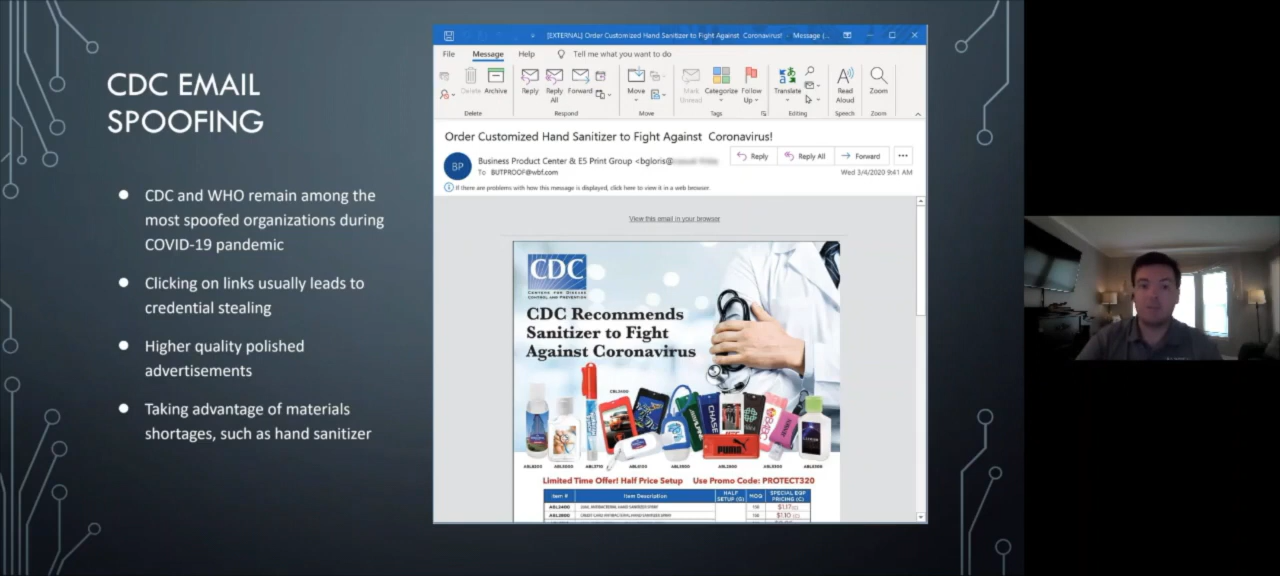 CDC EMAIL
SPOOFING
CDC and WHO remain among the
most spoofed organizations during
COVID-19 pandemic
Clicking on links usually leads to
credential stealing
Higher quality polished
advertisements
Taking advantage of materials
shortages, such as hand sanitizer
[EXTERNAL] Order Customized Hand Sanitizer to Fight Against Coronavirus! - Message (...
File Message Help Tell me what you want to do
Delete Archive
Reply Reply All Forward
Move
Mark Unread Categorize Follow Up
Translate
Read Aloud
Zoom
Delete Respond Move Tags Editing Speech Zoom
Order Customized Hand Sanitizer to Fight Against Coronavirus!
BP
Business Product Center & E5 Print Group <bgloris@
To BUTPROOF@wbf.com
Reply Reply All Forward ...
Wed 3/4/2020 9:41 AM
If there are problems with how this message is displayed, click here to view it in a web browser.
View this email in your browser
CDC
CENTERS FOR DISEASE
CONTROL AND PREVENTION
CDC Recommends
Sanitizer to Fight
Against Coronavirus
CHASE
PUMA
Limited Time Offer! Half Price Setup Use Promo Code: PROTECT320
Item # Item Description HALF SETUP (G) MOQ SPECIAL EQP PRICING (C)
$1.17(C)
$1.10 (C)